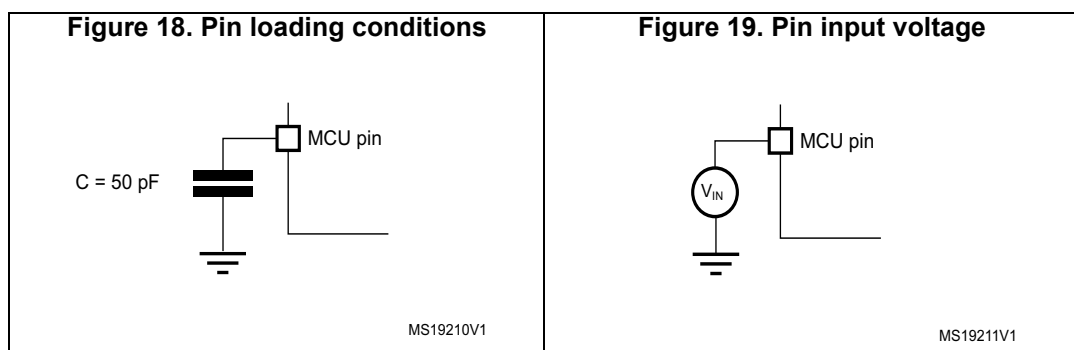 Figure 18. Pin loading conditions
MCU pin
C = 50 pF
MS19210V1
Figure 19. Pin input voltage
MCU pin
VIN
MS19211V1